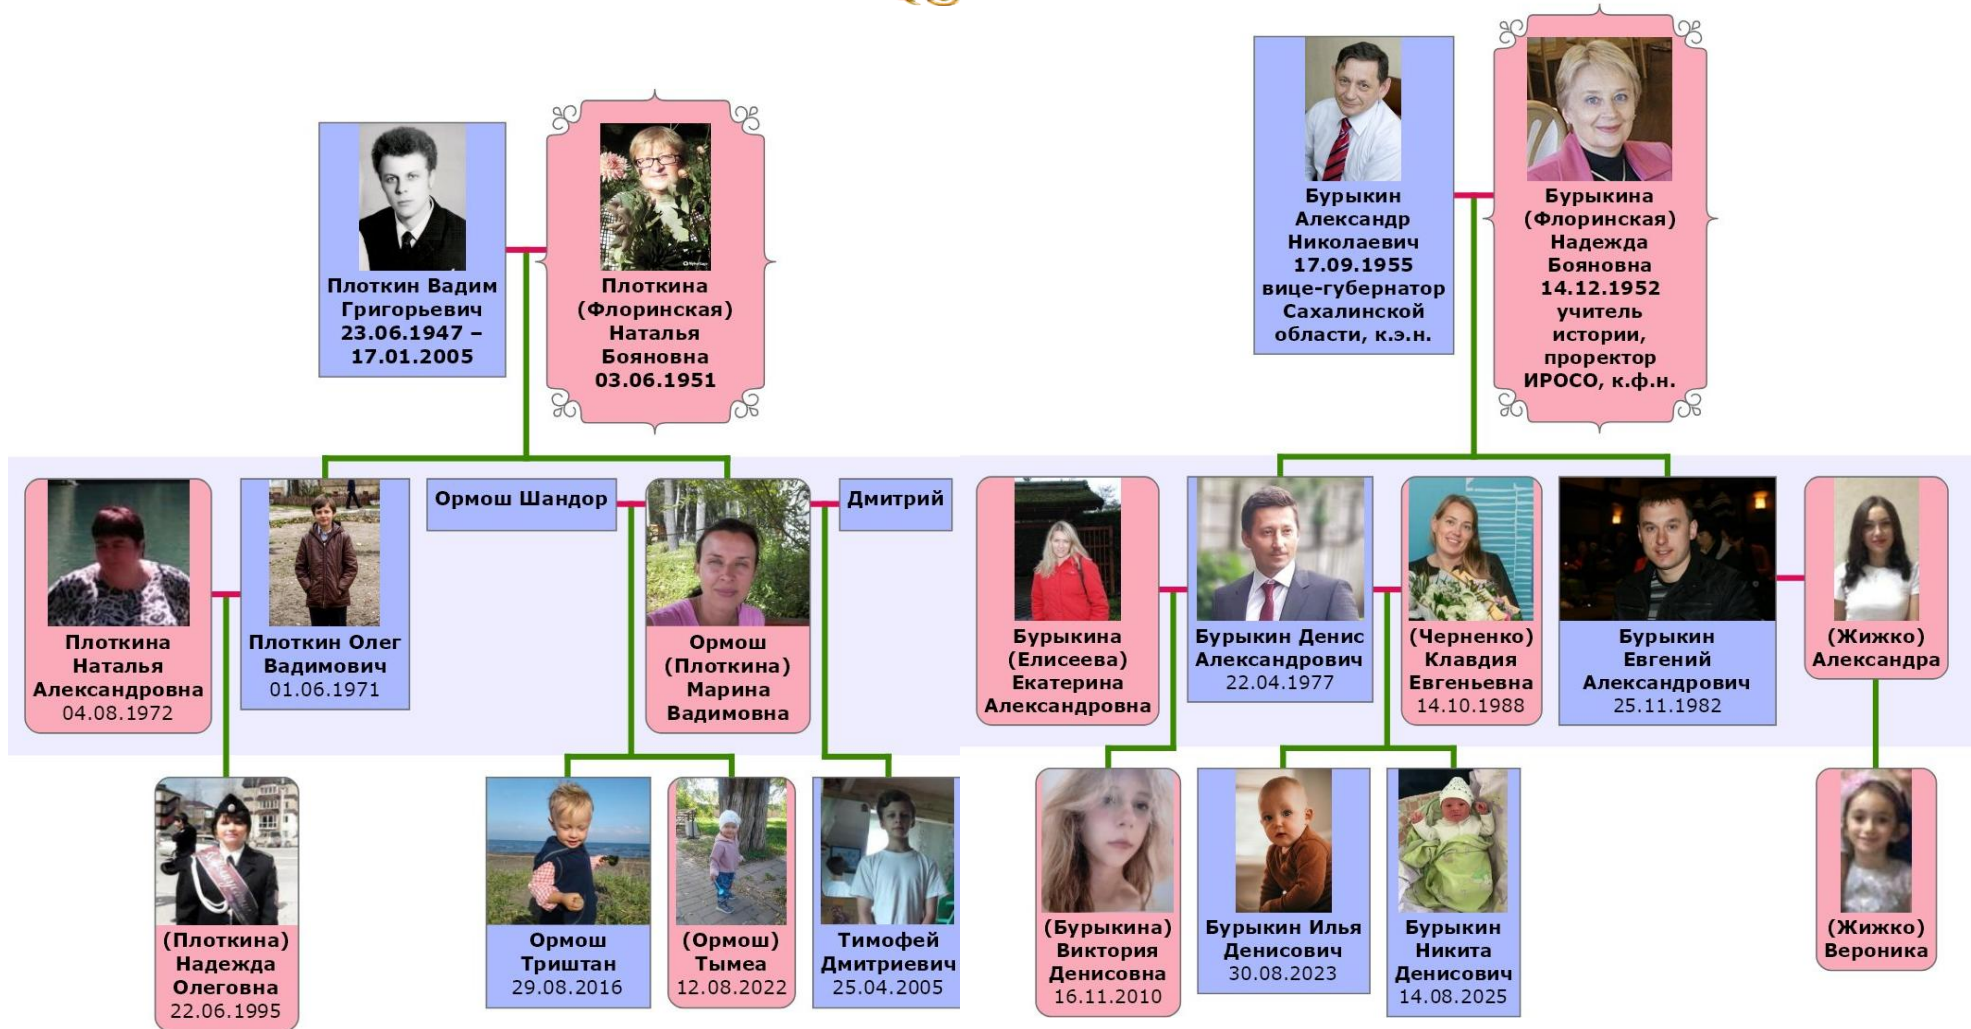 Плоткин Вадим
Григорьевич
23.06.1947 –
17.01.2005
Плоткина
(Флоринская)
Наталья
Бояновна
03.06.1951
Бурыкин
Александр
Николаевич
17.09.1955
вице-губернатор
Сахалинской
области, к.э.н.
Бурыкина
(Флоринская)
Надежда
Бояновна
14.12.1952
учитель
истории,
проректор
ИРОСО, к.ф.н.
Плоткина
Наталья
Александровна
04.08.1972
Плоткин Олег
Вадимович
01.06.1971
Ормош Шандор
Ормош
(Плоткина)
Марина
Вадимовна
Дмитрий
Бурыкина
(Елисеева)
Екатерина
Александровна
Бурыкин Денис
Александрович
22.04.1977
(Черненко)
Клавдия
Евгеньевна
14.10.1988
Бурыкин
Евгений
Александрович
25.11.1982
(Жижко)
Александра
(Плоткина)
Надежда
Олеговна
22.06.1995
Ормош
Триштан
29.08.2016
(Ормош)
Тымеа
12.08.2022
Тимофей
Дмитриевич
25.04.2005
(Бурыкина)
Виктория
Денисовна
16.11.2010
Бурыкин Илья
Денисович
30.08.2023
Бурыкин
Никита
Денисович
14.08.2025
(Жижко)
Вероника